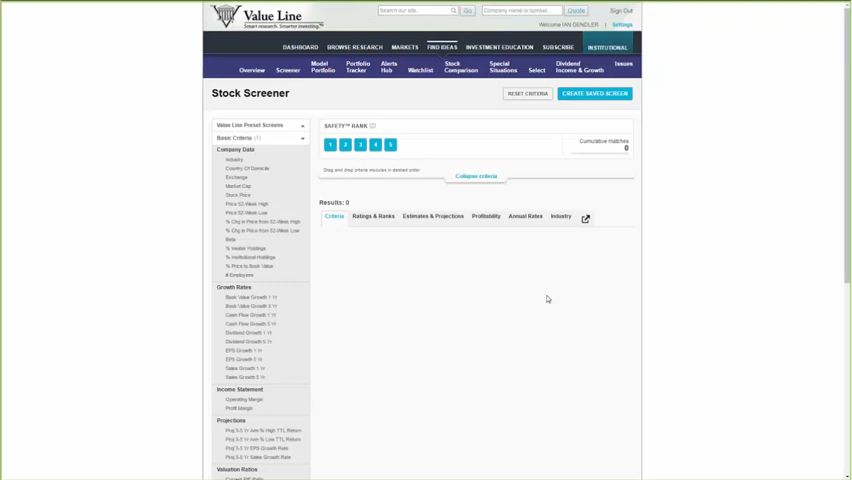 Value Line
Smart research. Smarter investing.™
Search our site... Go
Company name or symbol... Quote
Sign Out
Welcome IAN GENDLER Settings
DASHBOARD BROWSE RESEARCH MARKETS FIND IDEAS INVESTMENT EDUCATION SUBSCRIBE INSTITUTIONAL
Overview Screener Model Portfolio Portfolio Tracker Alerts Hub Watchlist Stock Comparison Special Situations Select Dividend Income & Growth Issues
Stock Screener
RESET CRITERIA CREATE SAVED SCREEN
Value Line Preset Screens
Basic Criteria (1)
Company Data
Industry
Country Of Domicile
Exchange
Market Cap
Stock Price
Price 52-Week High
Price 52-Week Low
% Chg in Price from 52-Week High
% Chg in Price from 52-Week Low
Beta
% Insider Holdings
% Institutional Holdings
% Price to Book Value
# Employees
Growth Rates
Book Value Growth 1 Yr
Book Value Growth 5 Yr
Cash Flow Growth 1 Yr
Cash Flow Growth 5 Yr
Dividend Growth 1 Yr
Dividend Growth 5 Yr
EPS Growth 1 Yr
EPS Growth 5 Yr
Sales Growth 1 Yr
Sales Growth 5 Yr
Income Statement
Operating Margin
Profit Margin
Projections
Proj 3-5 Yr Ann % High TTL Return
Proj 3-5 Yr Ann % Low TTL Return
Proj 3-5 Yr EPS Growth Rate
Proj 3-5 Yr Sales Growth Rate
Valuation Ratios
SAFETY™ RANK
1 2 3 4 5
Cumulative matches
0
Drag and drop criteria modules in desired order
Collapse criteria
Results: 0
Criteria Ratings & Ranks Estimates & Projections Profitability Annual Rates Industry